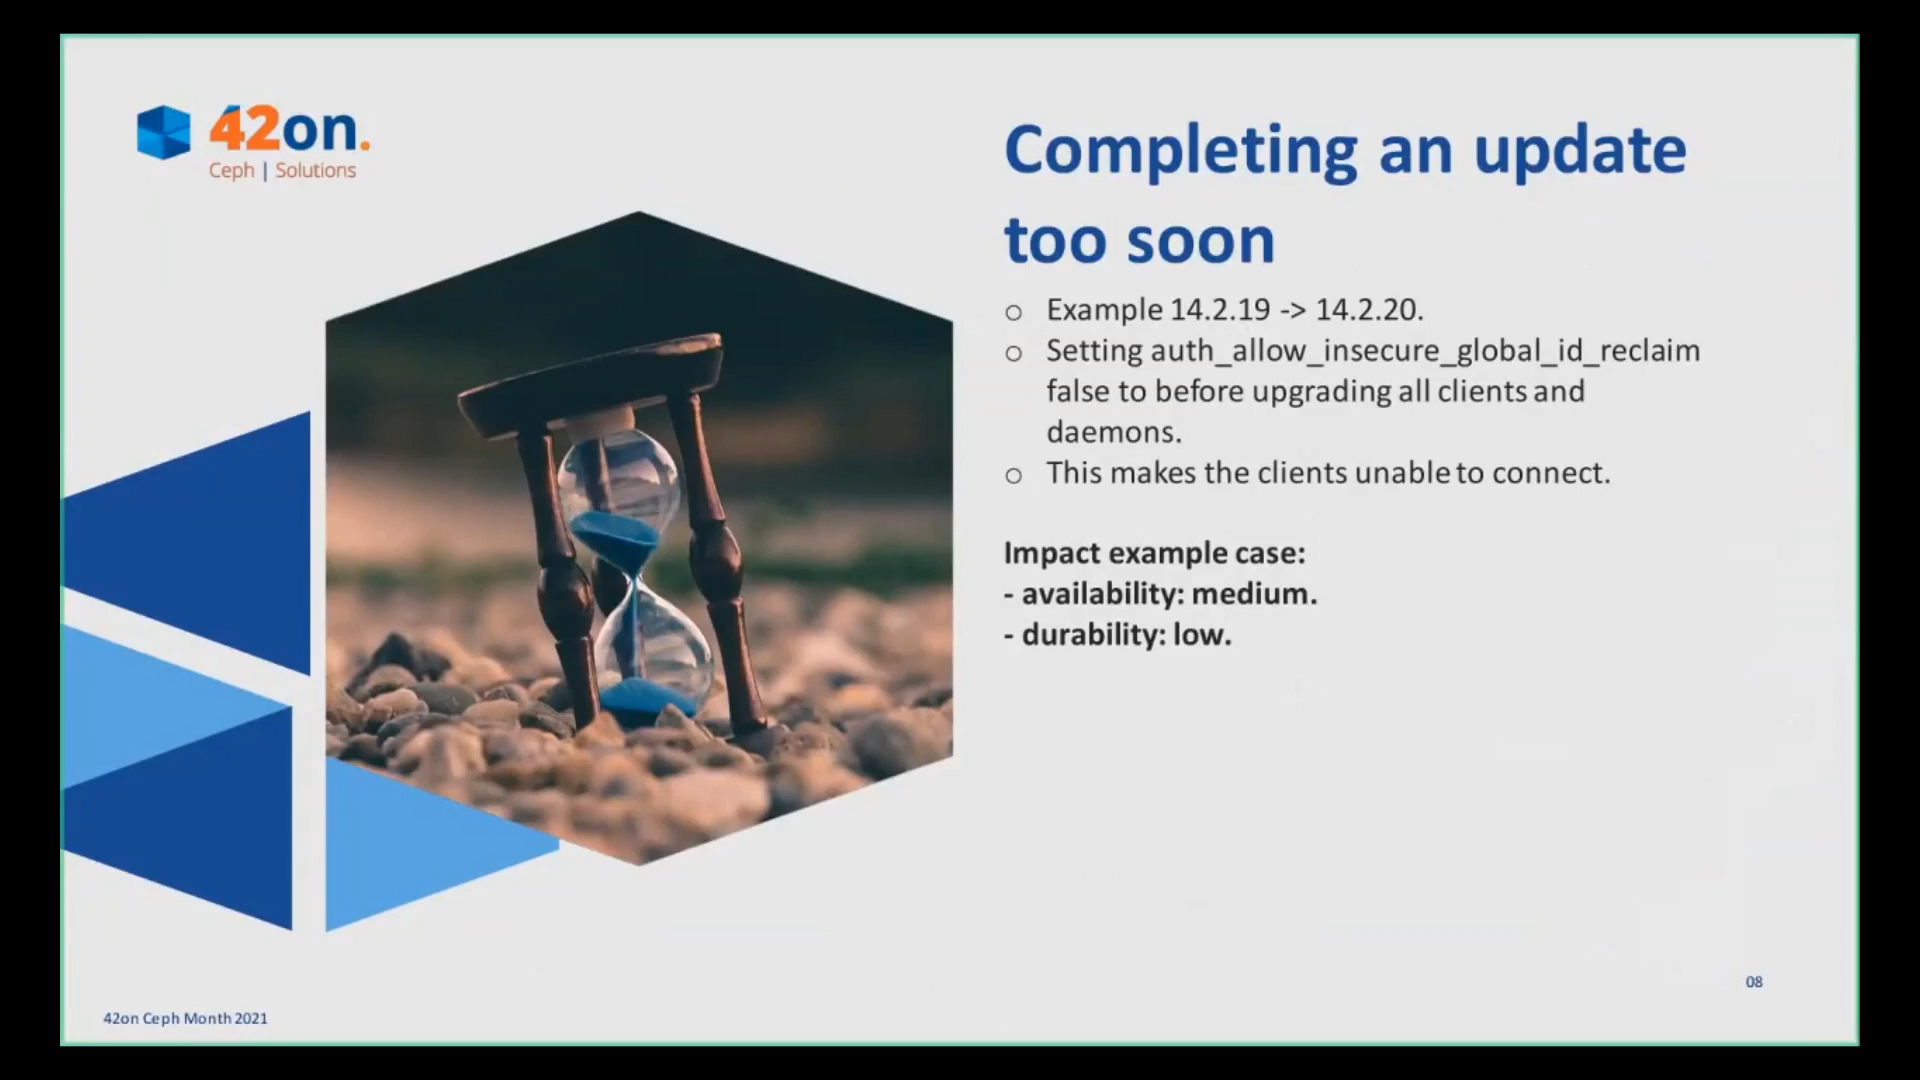 42on.
Ceph | Solutions
Completing an update
too soon
o Example 14.2.19 -> 14.2.20.
o Setting auth_allow_insecure_global_id_reclaim
false to before upgrading all clients and
daemons.
o This makes the clients unable to connect.
Impact example case:
- availability: medium.
- durability: low.
08
42on Ceph Month 2021